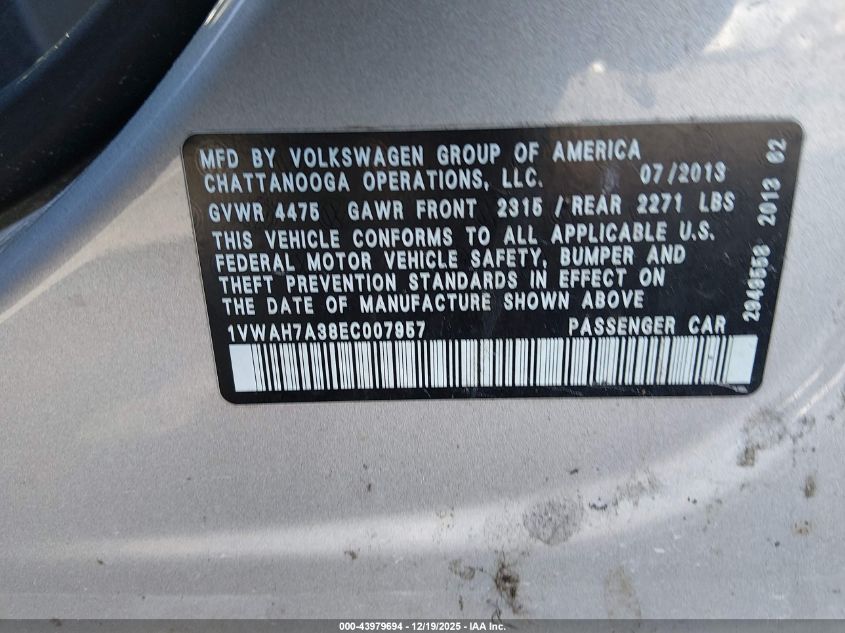 MFD BY VOLKSWAGEN GROUP OF AMERICA
CHATTANOOGA OPERATIONS, LLC. 07/2013
GVWR 4475 GAWR FRONT 2315 / REAR 2271 LBS
THIS VEHICLE CONFORMS TO ALL APPLICABLE U.S.
FEDERAL MOTOR VEHICLE SAFETY, BUMPER AND
THEFT PREVENTION STANDARDS IN EFFECT ON
THE DATE OF MANUFACTURE SHOWN ABOVE
1VWAH7A38EC007957 PASSENGER CAR
2949558 2013 02
000-43979694 - 12/19/2025 - IAA Inc.